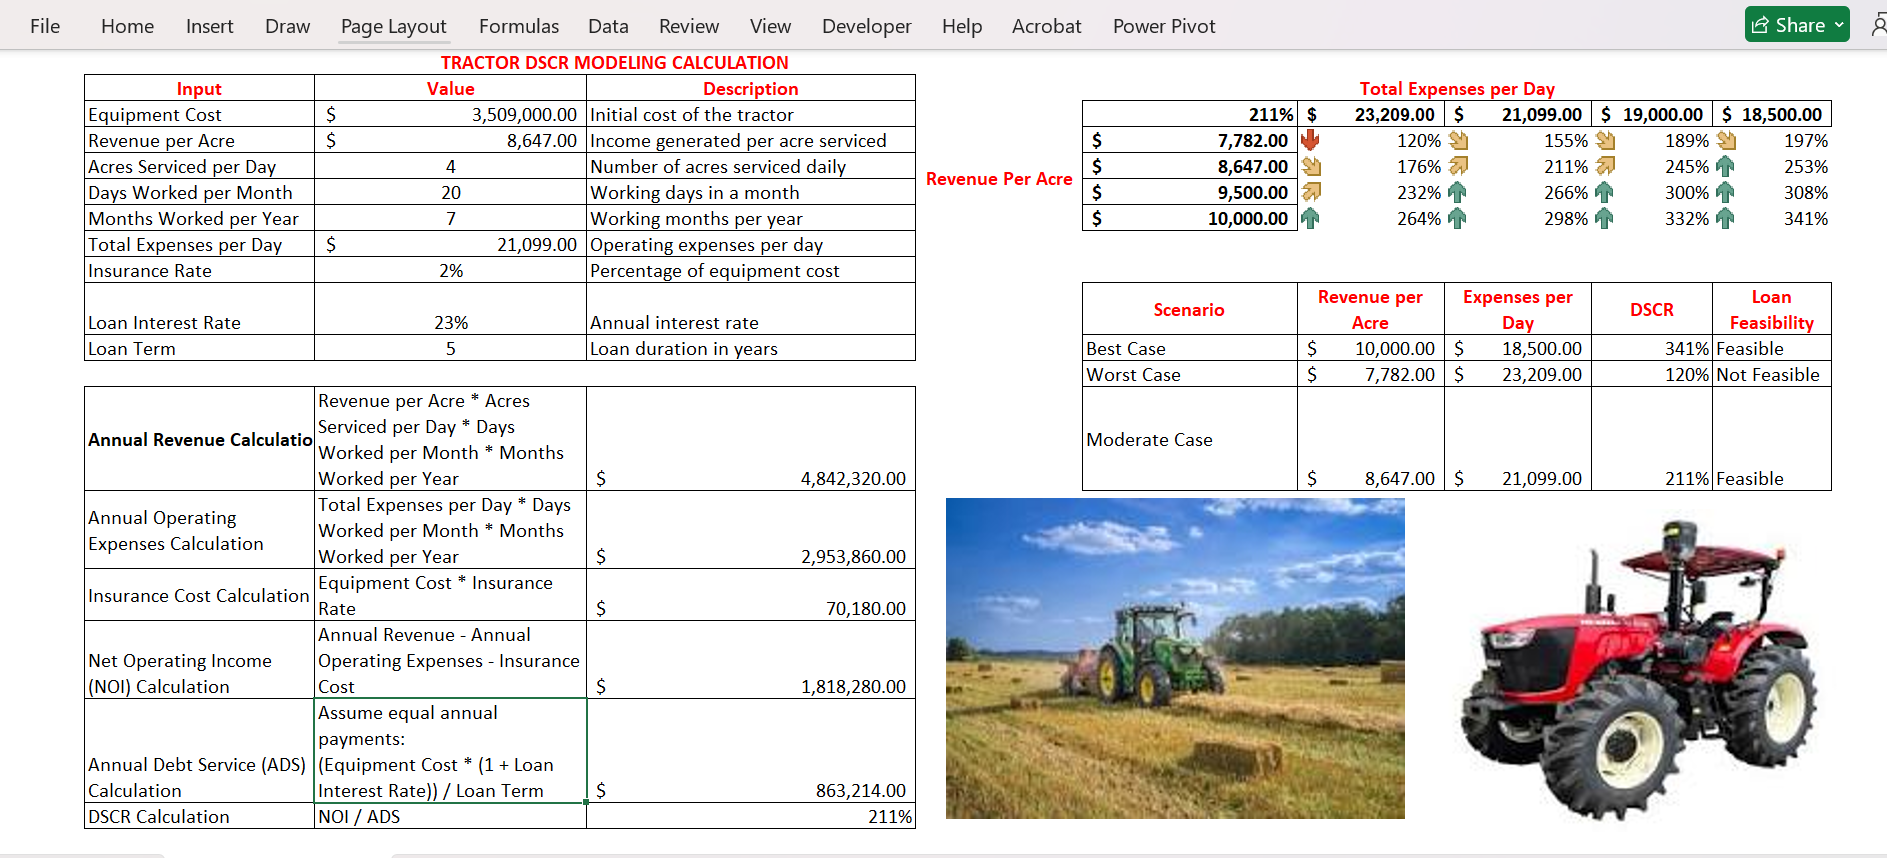 File Home Insert Draw Page Layout Formulas Data Review View Developer Help Acrobat Power Pivot Share
TRACTOR DSCR MODELING CALCULATION
Input Value Description
Equipment Cost $ 3,509,000.00 Initial cost of the tractor
Revenue per Acre $ 8,647.00 Income generated per acre serviced
Acres Serviced per Day 4 Number of acres serviced daily
Days Worked per Month 20 Working days in a month
Months Worked per Year 7 Working months per year
Total Expenses per Day $ 21,099.00 Operating expenses per day
Insurance Rate 2% Percentage of equipment cost
Loan Interest Rate 23% Annual interest rate
Loan Term 5 Loan duration in years
Annual Revenue Calculatio
Revenue per Acre * Acres
Serviced per Day * Days
Worked per Month * Months
Worked per Year
$ 4,842,320.00
Annual Operating
Expenses Calculation
Total Expenses per Day * Days
Worked per Month * Months
Worked per Year
$ 2,953,860.00
Insurance Cost Calculation
Equipment Cost * Insurance
Rate
$ 70,180.00
Net Operating Income
(NOI) Calculation
Annual Revenue - Annual
Operating Expenses - Insurance
Cost
$ 1,818,280.00
Annual Debt Service (ADS)
Calculation
Assume equal annual
payments:
(Equipment Cost * (1 + Loan
Interest Rate)) / Loan Term
$ 863,214.00
DSCR Calculation NOI / ADS 211%
Total Expenses per Day
211% $ 23,209.00 $ 21,099.00 $ 19,000.00 $ 18,500.00
Revenue Per Acre
$ 7,782.00 120% 155% 189% 197%
$ 8,647.00 176% 211% 245% 253%
$ 9,500.00 232% 266% 300% 308%
$ 10,000.00 264% 298% 332% 341%
Scenario
Revenue per
Acre
Expenses per
Day
DSCR
Loan
Feasibility
Best Case $ 10,000.00 $ 18,500.00 341% Feasible
Worst Case $ 7,782.00 $ 23,209.00 120% Not Feasible
Moderate Case $ 8,647.00 $ 21,099.00 211% Feasible